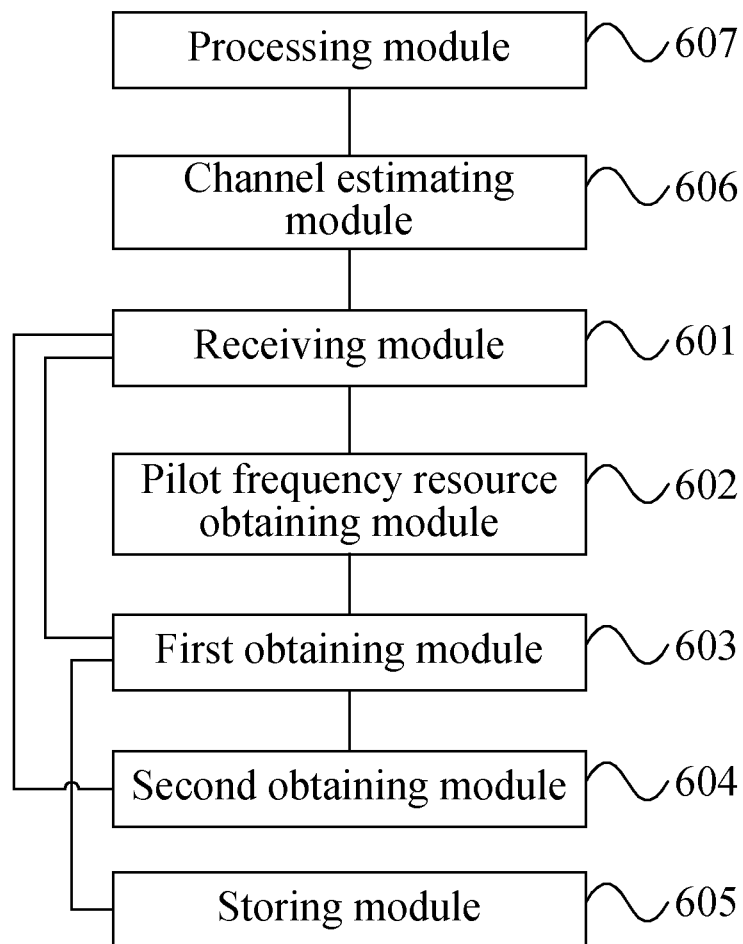 Processing module 607
Channel estimating
module 606
Receiving module 601
Pilot frequency resource
obtaining module 602
First obtaining module 603
Second obtaining module 604
Storing module 605